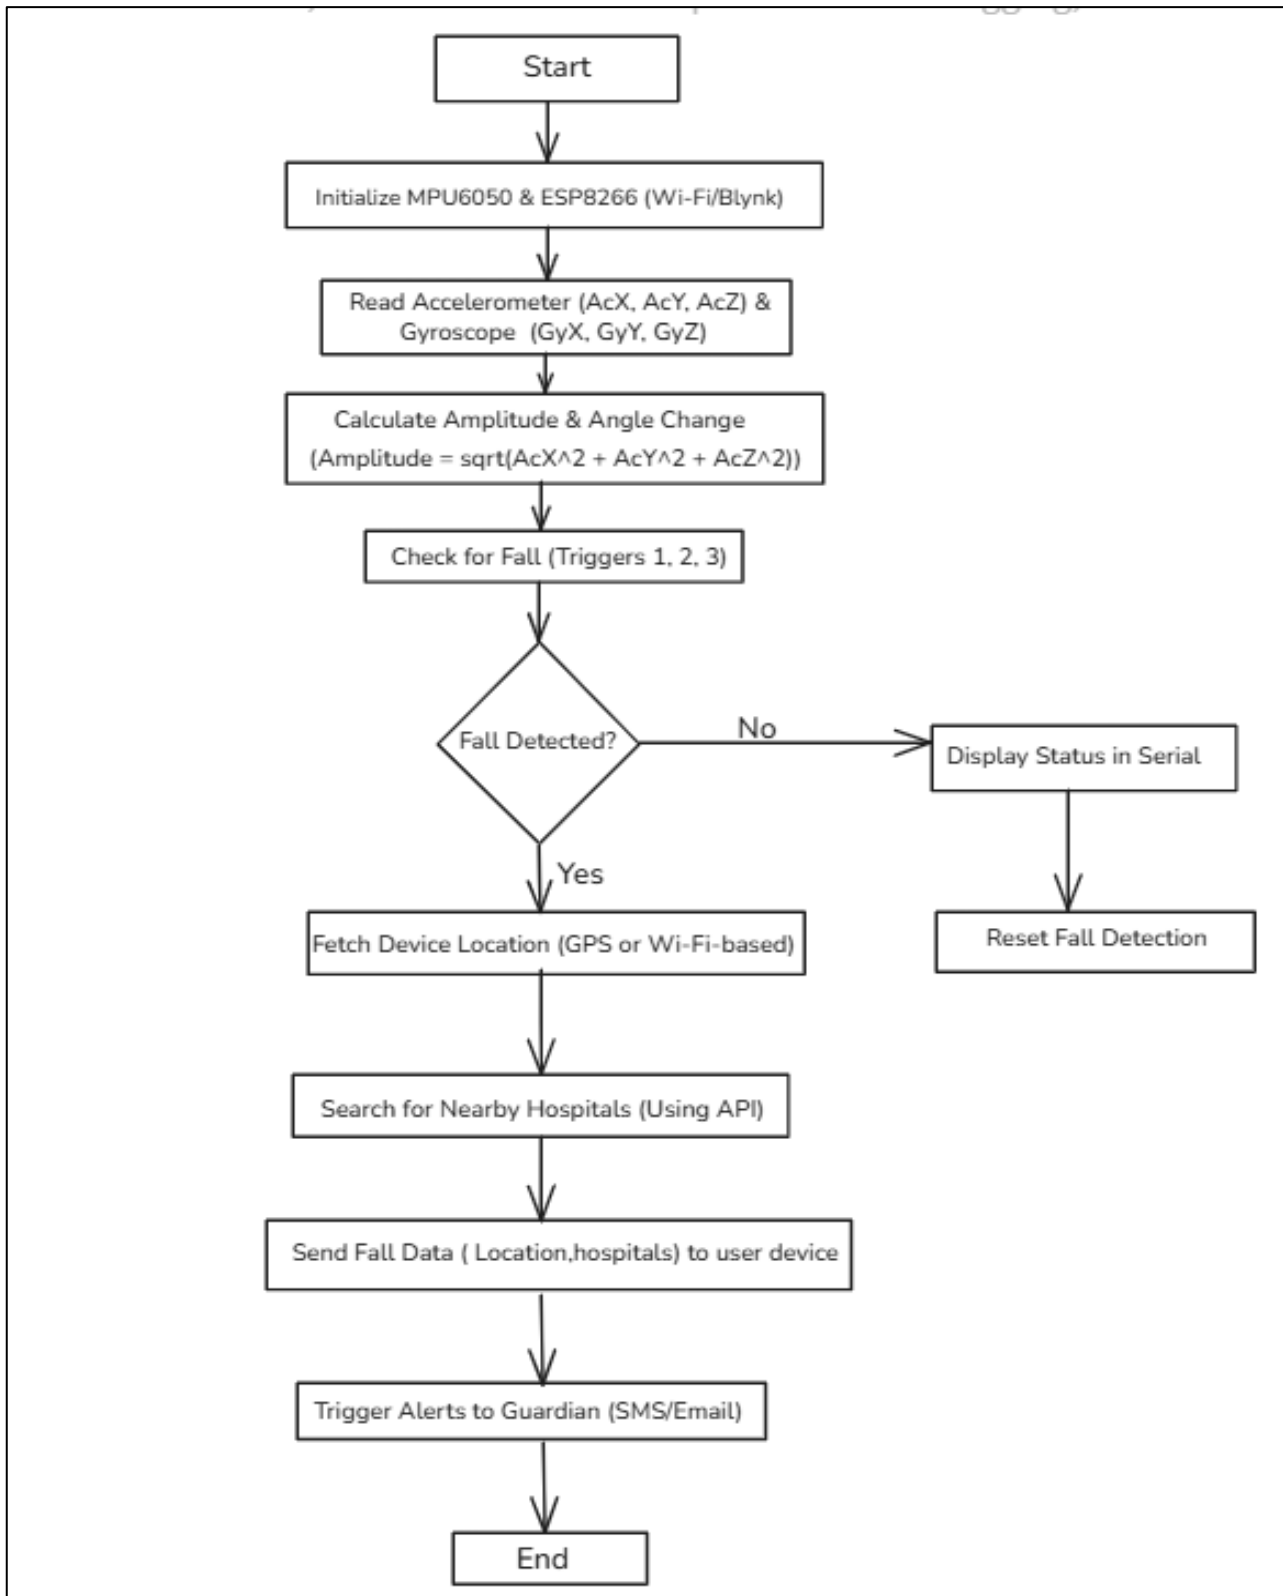 Start
Initialize MPU6050 & ESP8266 (Wi-Fi/Blynk)
Read Accelerometer (AcX, AcY, AcZ) &
Gyroscope (GyX, GyY, GyZ)
Calculate Amplitude & Angle Change
(Amplitude = sqrt(AcX^2 + AcY^2 + AcZ^2))
Check for Fall (Triggers 1, 2, 3)
Fall Detected?
No
Display Status in Serial
Yes
Fetch Device Location (GPS or Wi-Fi-based)
Reset Fall Detection
Search for Nearby Hospitals (Using API)
Send Fall Data ( Location,hospitals) to user device
Trigger Alerts to Guardian (SMS/Email)
End